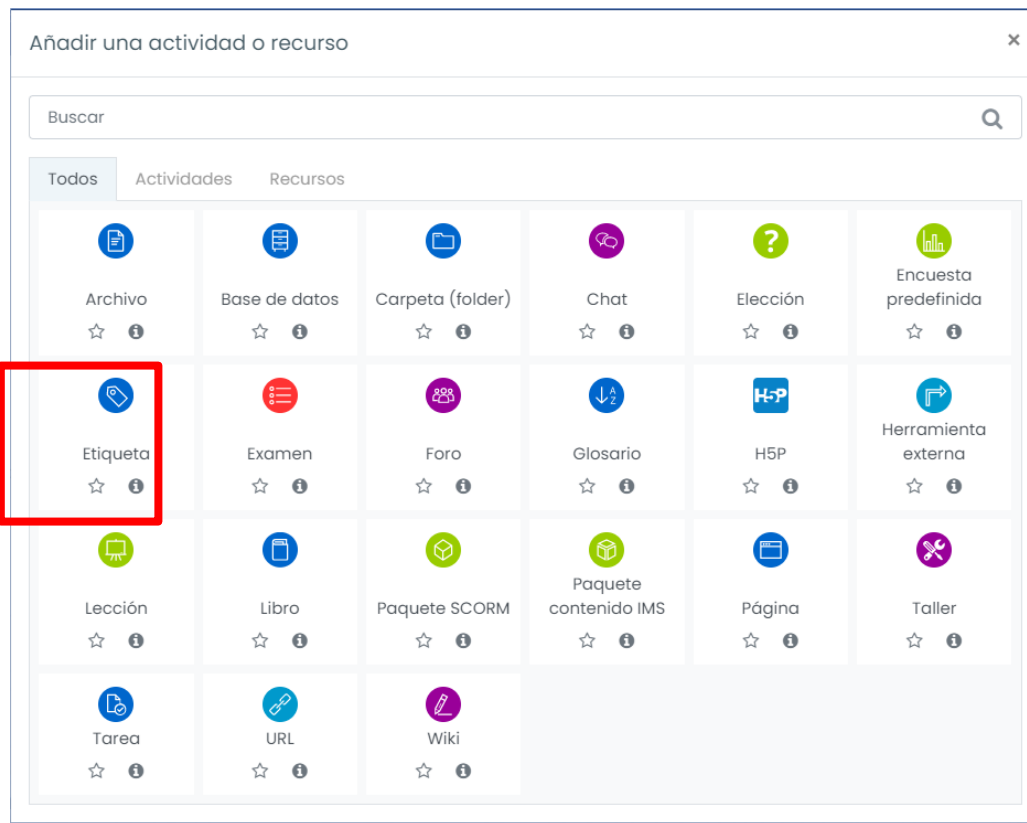 Añadir una actividad o recurso ×
Buscar
Todos Actividades Recursos
Archivo Base de datos Carpeta (folder) Chat Elección Encuesta
predefinida
Etiqueta Examen Foro Glosario H5P Herramienta
externa
Lección Libro Paquete SCORM Paquete
contenido IMS Página Taller
Tarea URL Wiki